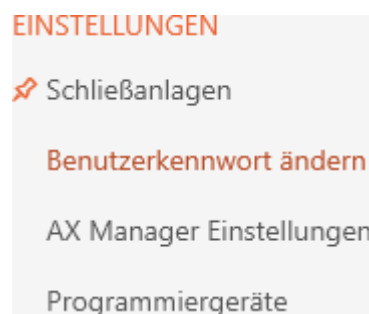 EINSTELLUNGEN
Schließanlagen
Benutzerkennwort ändern
AX Manager Einstellungen
Programmiergeräte